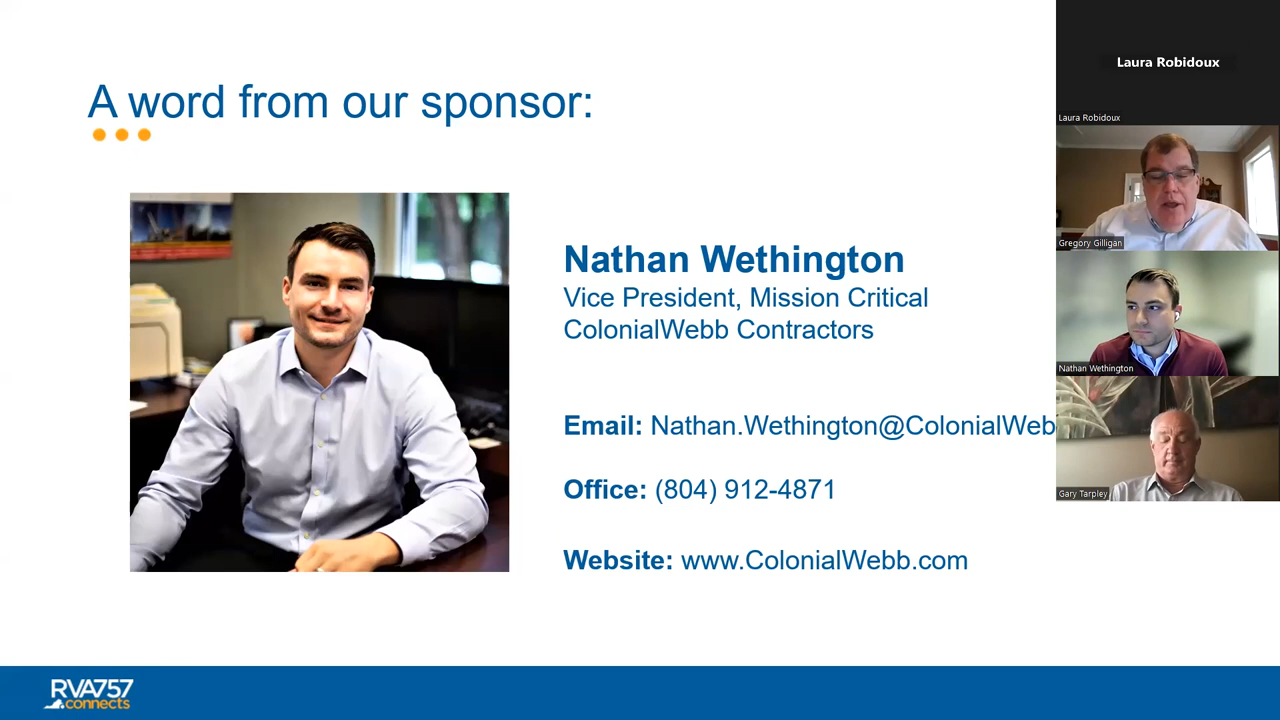 A word from our sponsor:
Nathan Wethington
Vice President, Mission Critical
ColonialWebb Contractors
Email: Nathan.Wethington@ColonialWeb
Office: (804) 912-4871
Website: www.ColonialWebb.com
RVA757
connects
Laura Robidoux
Laura Robidoux
Gregory Gilligan
Nathan Wethington
Gary Tarpley